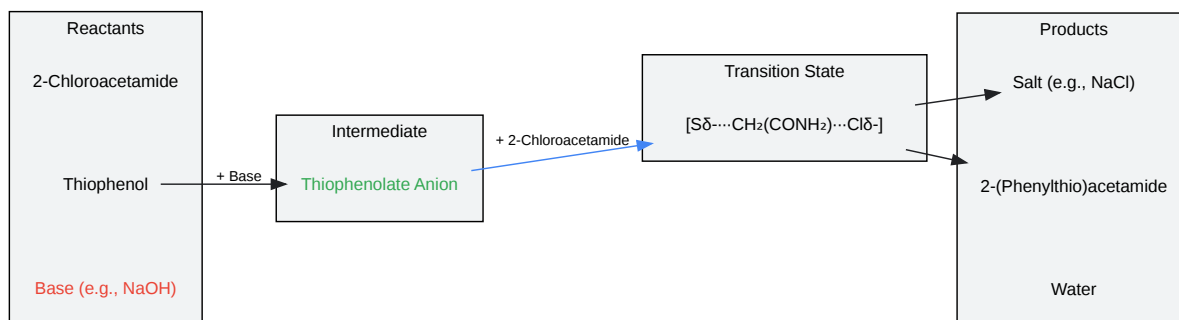 Reactants
2-Chloroacetamide
Thiophenol
Base (e.g., NaOH)
+ Base
Intermediate
Thiophenolate Anion
+ 2-Chloroacetamide
Transition State
[Sδ-···CH₂(CONH₂)···Clδ-]
Products
Salt (e.g., NaCl)
2-(Phenylthio)acetamide
Water